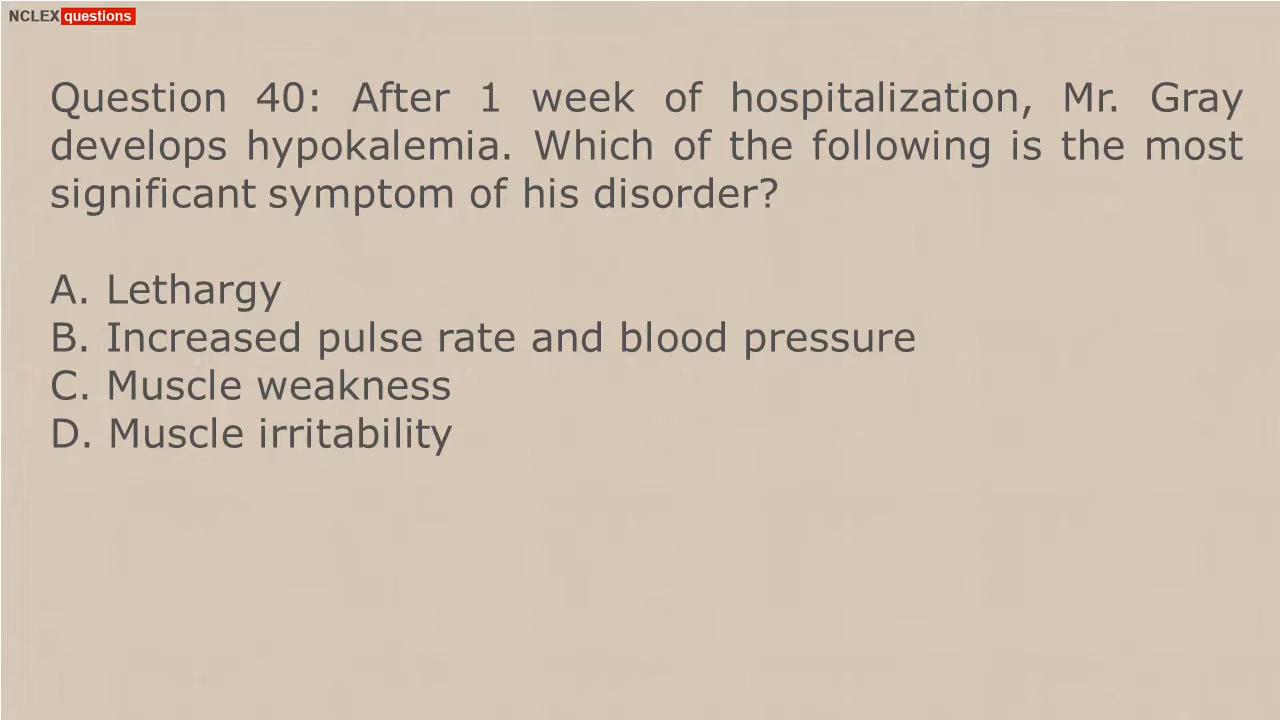 NCLEX questions
Question 40: After 1 week of hospitalization, Mr. Gray
develops hypokalemia. Which of the following is the most
significant symptom of his disorder?
A. Lethargy
B. Increased pulse rate and blood pressure
C. Muscle weakness
D. Muscle irritability